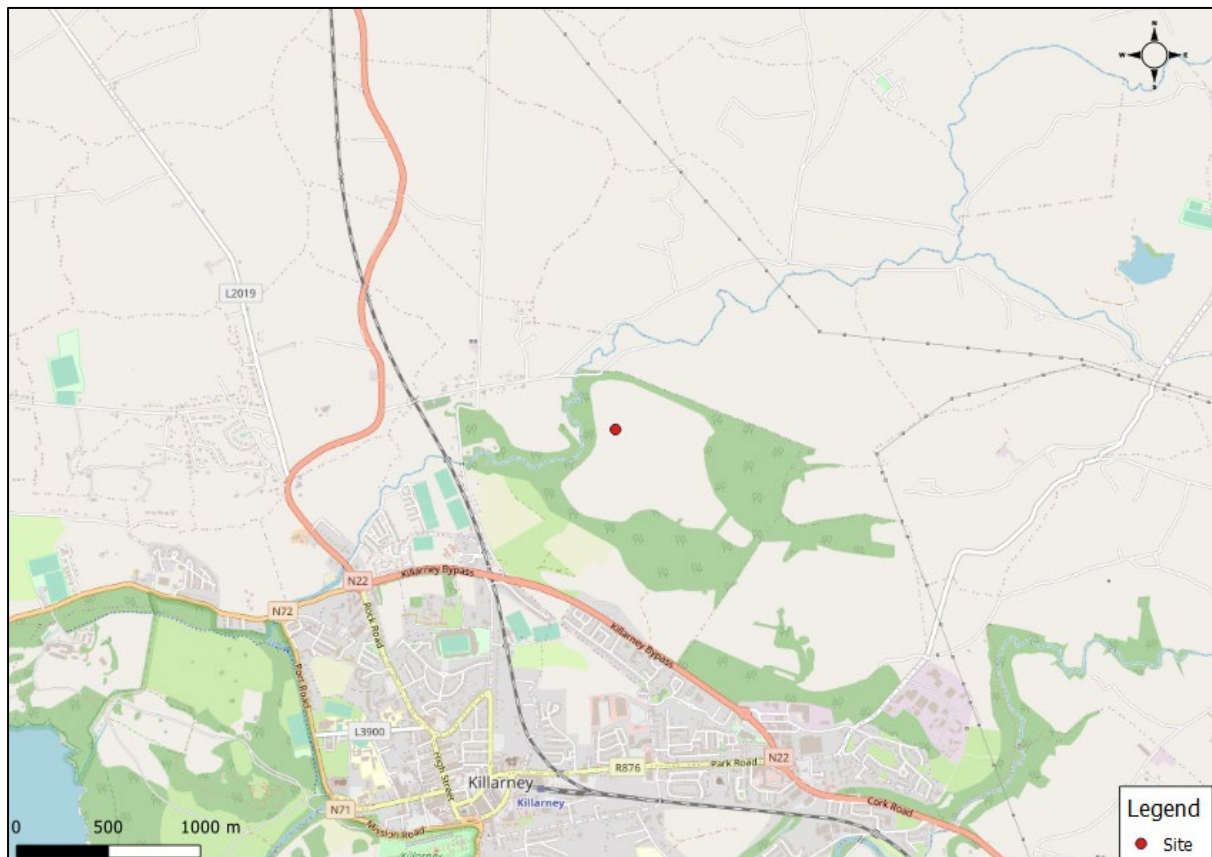 N
W E
S
L2019
N22
Killarney Bypass
N72
Rock Road
Port Road
Killarney Bypass
L3900
High Street
N22
R876
Park Road
Killarney
Killarney
N71
Mission Road
Cork Road
Killarney
0 500 1000 m
Legend
Site